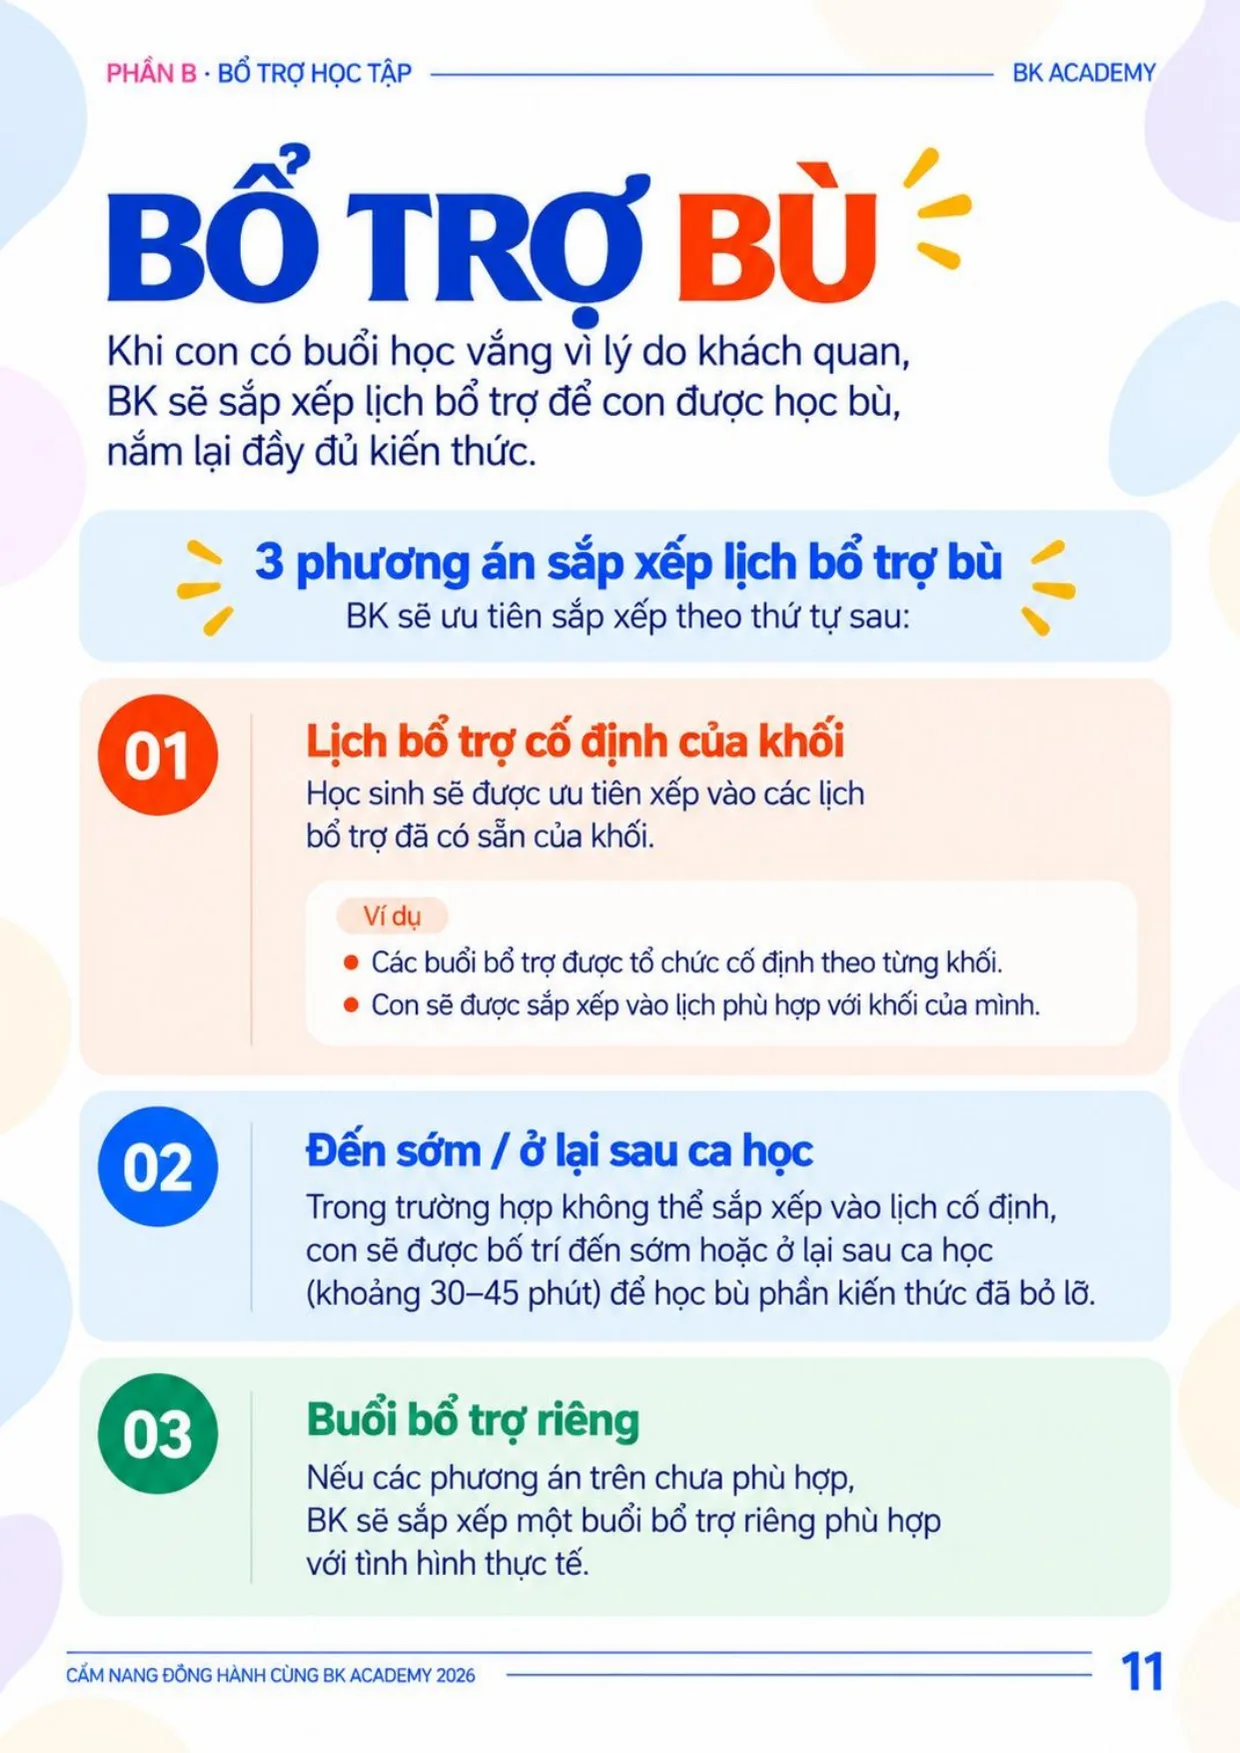 PHẦN B · BỔ TRỢ HỌC TẬP
BK ACADEMY
BỔ TRỢ BÙ
Khi con có buổi học vắng vì lý do khách quan,
BK sẽ sắp xếp lịch bổ trợ để con được học bù,
nắm lại đầy đủ kiến thức.
3 phương án sắp xếp lịch bổ trợ bù
BK sẽ ưu tiên sắp xếp theo thứ tự sau:
01
Lịch bổ trợ cố định của khối
Học sinh sẽ được ưu tiên xếp vào các lịch
bổ trợ đã có sẵn của khối.
Ví dụ
• Các buổi bổ trợ được tổ chức cố định theo từng khối.
• Con sẽ được sắp xếp vào lịch phù hợp với khối của mình.
02
Đến sớm / ở lại sau ca học
Trong trường hợp không thể sắp xếp vào lịch cố định,
con sẽ được bố trí đến sớm hoặc ở lại sau ca học
(khoảng 30–45 phút) để học bù phần kiến thức đã bỏ lỡ.
03
Buổi bổ trợ riêng
Nếu các phương án trên chưa phù hợp,
BK sẽ sắp xếp một buổi bổ trợ riêng phù hợp
với tình hình thực tế.
CẨM NANG ĐỒNG HÀNH CÙNG BK ACADEMY 2026
11